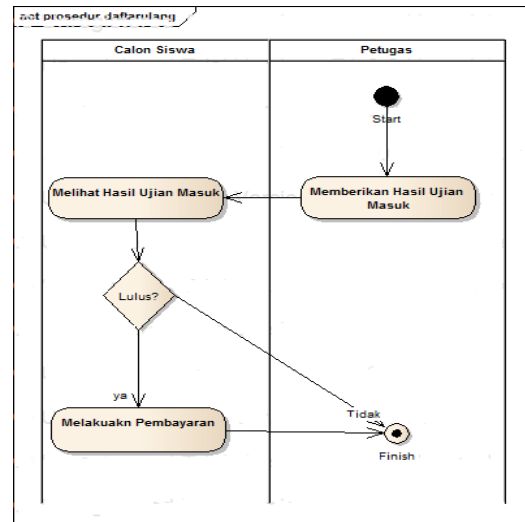 act prosedur daftarulang
Calon Siswa
Petugas
Start
Melihat Hasil Ujian Masuk
Memberikan Hasil Ujian
Masuk
Lulus?
ya
Tidak
Melakuakn Pembayaran
Finish